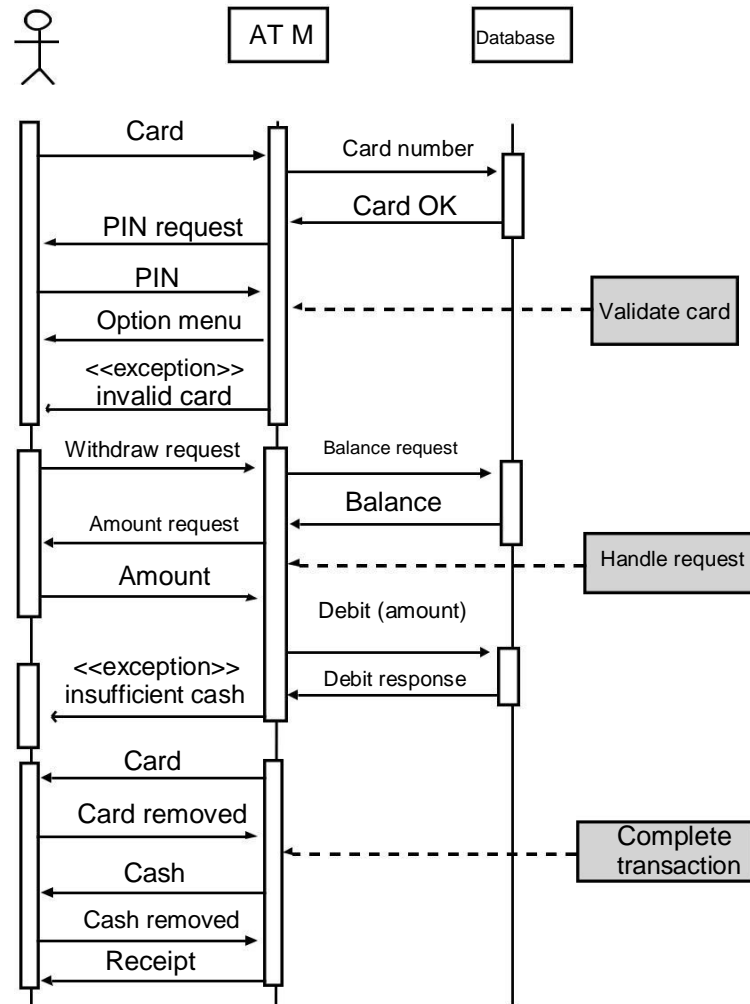 AT M
Database
Card
Card number
Card OK
PIN request
PIN
Validate card
Option menu
<<exception>>
invalid card
Withdraw request
Balance request
Balance
Amount request
Handle request
Amount
Debit (amount)
<<exception>>
insufficient cash
Debit response
Card
Card removed
Complete
transaction
Cash
Cash removed
Receipt